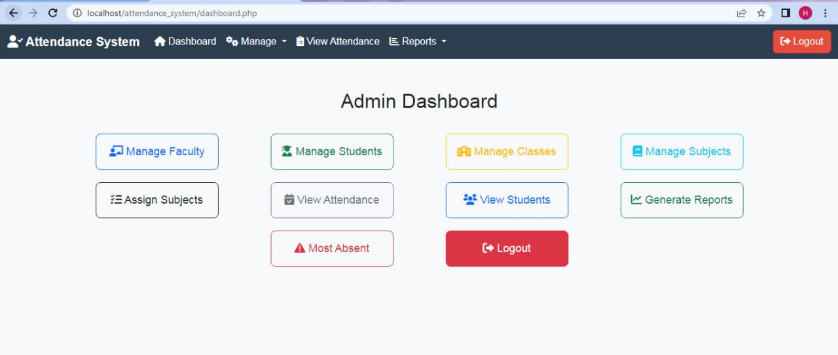 localhost/attendance_system/dashboard.php
H
Attendance System Dashboard Manage View Attendance Reports Logout
Admin Dashboard
Manage Faculty Manage Students Manage Classes Manage Subjects
Assign Subjects View Attendance View Students Generate Reports
Most Absent Logout